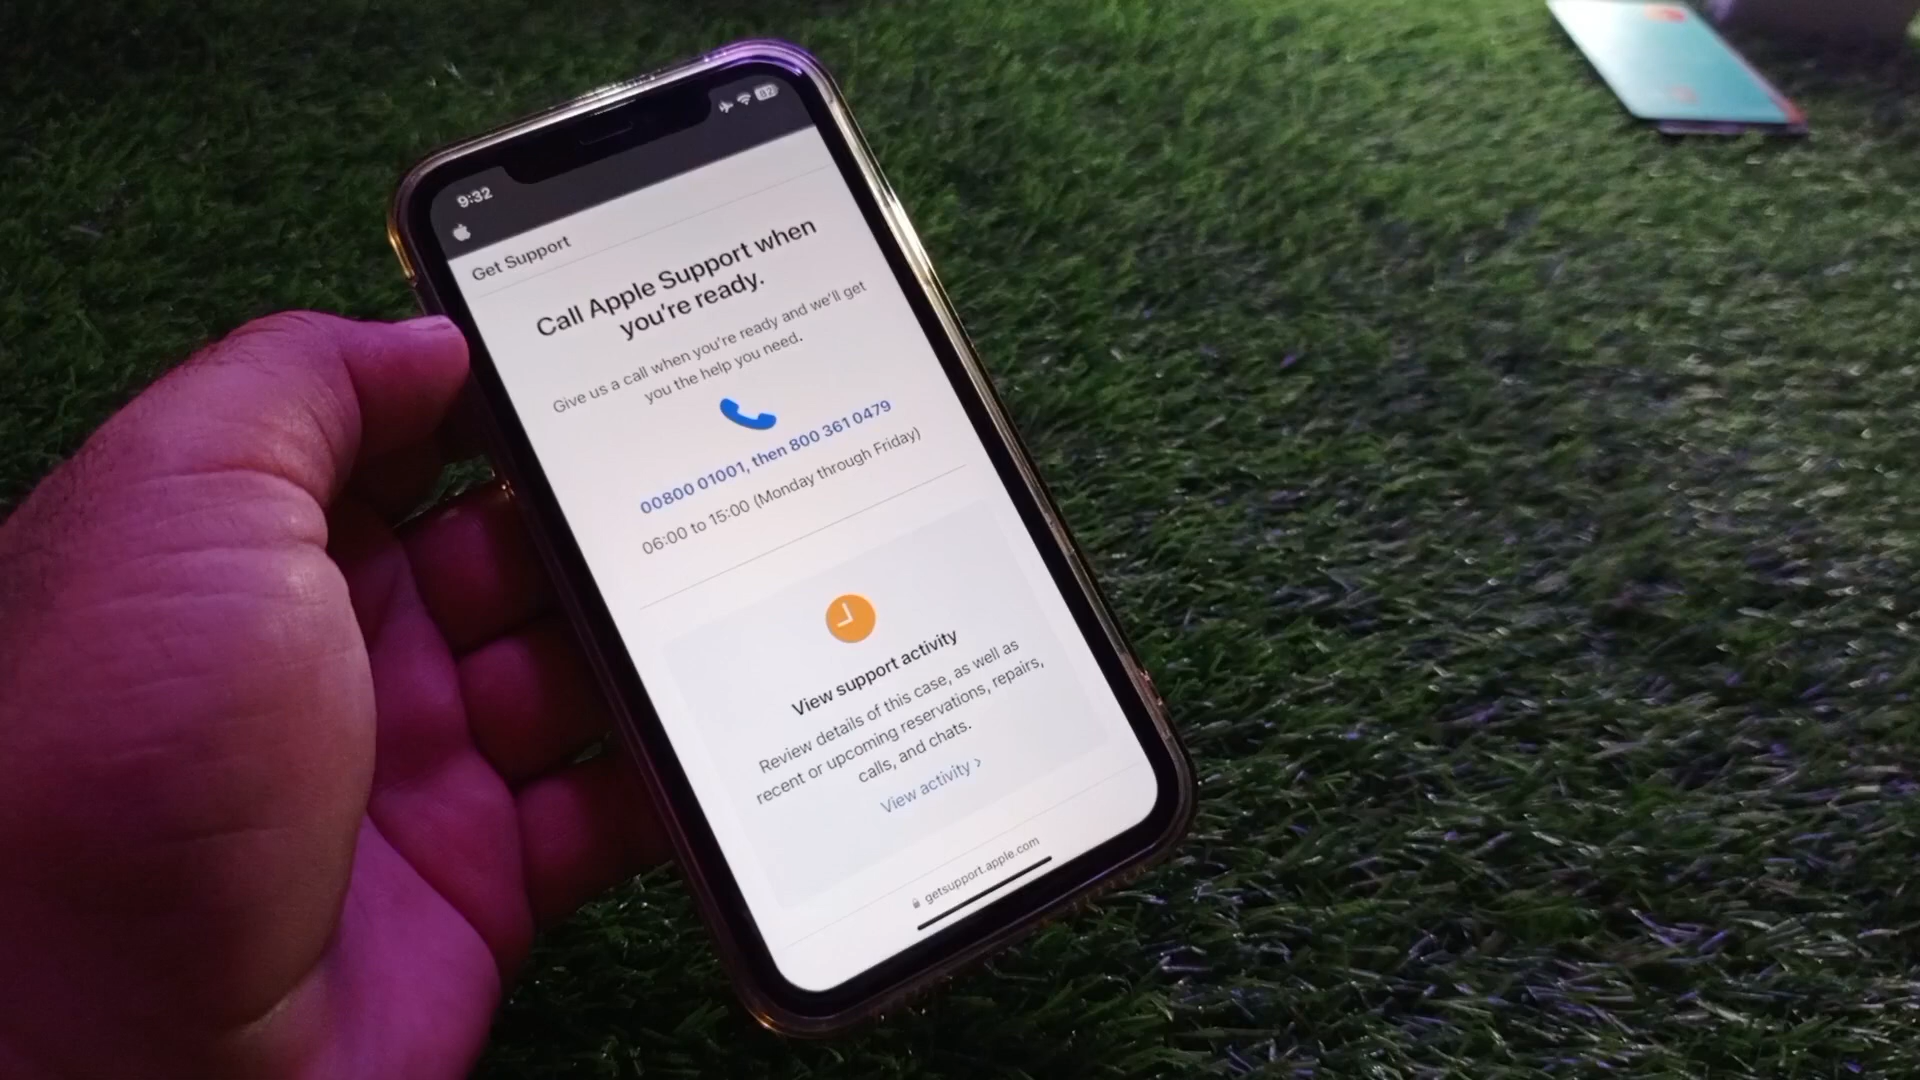 9:32
82
Get Support
Call Apple Support when
you're ready.
Give us a call when you're ready and we'll get
you the help you need.
00800 01001, then 800 361 0479
06:00 to 15:00 (Monday through Friday)
View support activity
Review details of this case, as well as
recent or upcoming reservations, repairs,
calls, and chats.
View activity ›
getsupport.apple.com